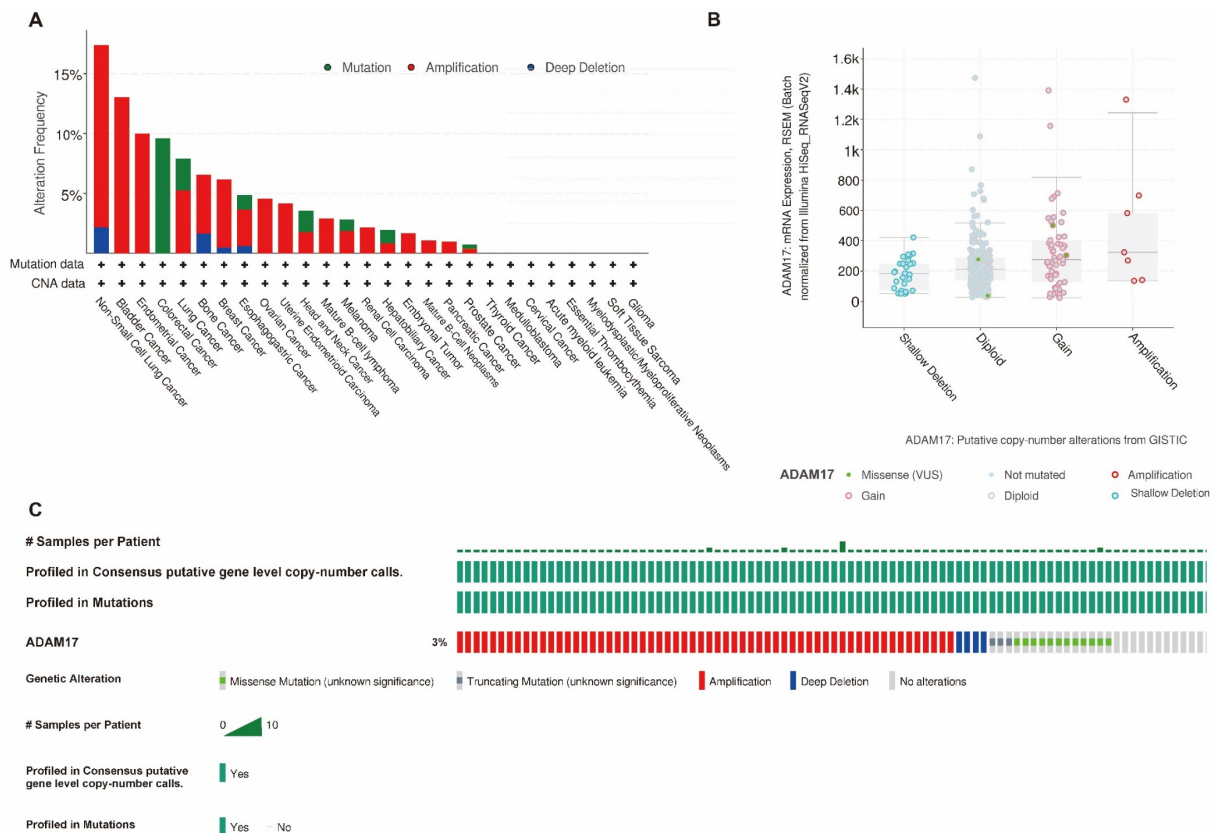 A
Alteration Frequency
15%
10%
5%
Mutation
Amplification
Deep Deletion
Mutation data
+ + + + + + + + + + + + + + + + + + + + + +
CNA data
+ + + + + + + + + + + + + + + + + + + + + +
Non-Small Cell Lung Cancer
Bladder Cancer
Endometrial Cancer
Colorectal Cancer
Lung Cancer
Bone Cancer
Breast Cancer
Esophagogastric Cancer
Ovarian Cancer
Uterine Endometrioid Carcinoma
Head and Neck Cancer
Mature B-cell lymphoma
Melanoma
Renal Cell Carcinoma
Hepatobiliary Cancer
Embryonal Tumor
Mature B-Cell Neoplasms
Pancreatic Cancer
Prostate Cancer
Thyroid Cancer
Medulloblastoma
Cervical Cancer
Acute myeloid leukemia
Essential Thrombocythemia
Myelodysplastic/Myeloproliferative Neoplasms
Soft Tissue Sarcoma
Glioma
B
ADAM17: mRNA Expression, RSEM (Batch
normalized from Illumina HiSeq_RNASeqV2)
1.6k
1.4k
1.2k
1k
800
600
400
200
0
Shallow Deletion
Diploid
Gain
Amplification
ADAM17: Putative copy-number alterations from GISTIC
ADAM17
Missense (VUS)
Not mutated
Amplification
Gain
Diploid
Shallow Deletion
C
# Samples per Patient
Profiled in Consensus putative gene level copy-number calls.
Profiled in Mutations
ADAM17
3%
Genetic Alteration
Missense Mutation (unknown significance)
Truncating Mutation (unknown significance)
Amplification
Deep Deletion
No alterations
# Samples per Patient
0
10
Profiled in Consensus putative
gene level copy-number calls.
Yes
Profiled in Mutations
Yes
– No